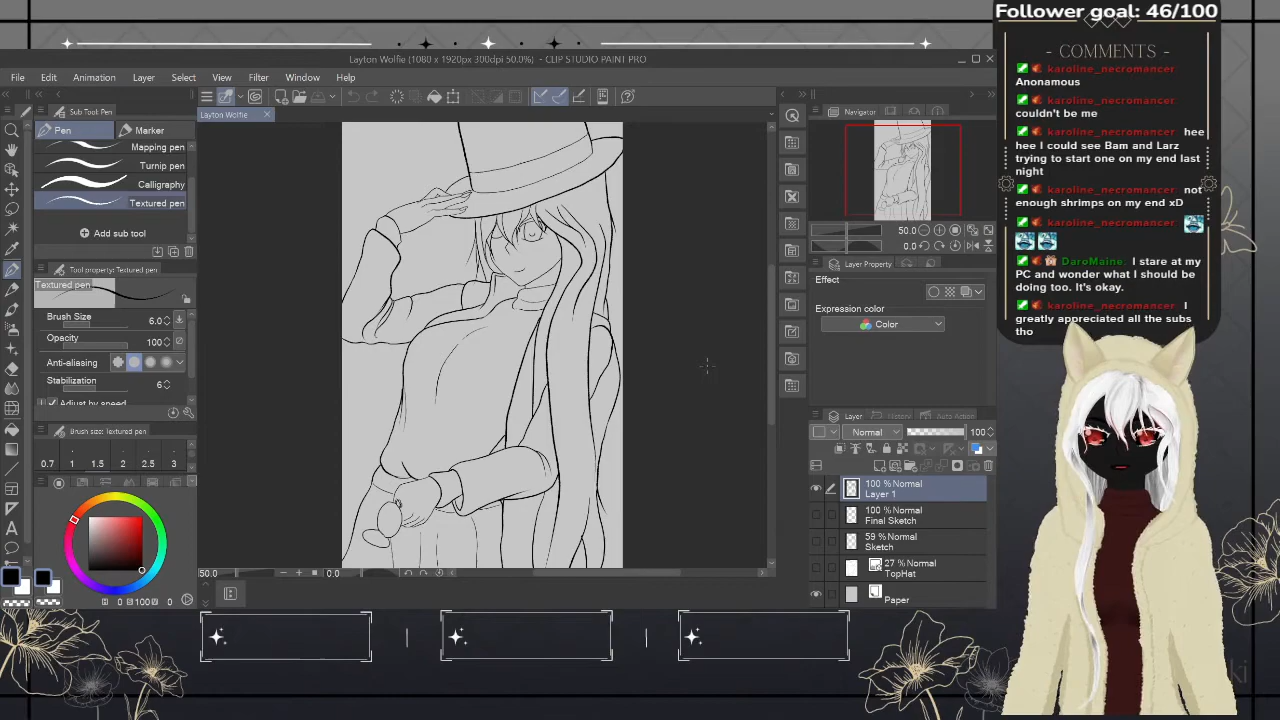 Follower goal: 46/100
- COMMENTS -
karoline_necromancer
Anonamous
karoline_necromancer
couldn't be me
karoline_necromancer hee
hee I could see Bam and Larz
trying to start one on my end last
night
karoline_necromancer not
enough shrimps on my end xD
karoline_necromancer
DaroMaine. I stare at my
PC and wonder what I should be
doing too. It's okay.
karoline_necromancer I
greatly appreciated all the subs
tho
Layton Wolfie (1080 x 1920px 300dpi 50.0%) - CLIP STUDIO PAINT PRO
File Edit Animation Layer Select View Filter Window Help
Sub Tool: Pen
Layton Wolfie
Navigator
Pen
Marker
Mapping pen
Turnip pen
Calligraphy
Textured pen
Add sub tool
Tool property: Textured pen
Textured pen
Brush Size 6.0
Opacity 100
Anti-aliasing
Stabilization 6
Adjust by speed
Brush size: Textured pen
0.7 1 1.5 2 2.5 3
0 S 100 V 0
50.0 0.0
50.0
0.0
Layer Property
Effect
Expression color
Color
Layer History Auto Action
Normal 100
100 % Normal
Layer 1
100 % Normal
Final Sketch
59 % Normal
Sketch
27 % Normal
TopHat
Paper